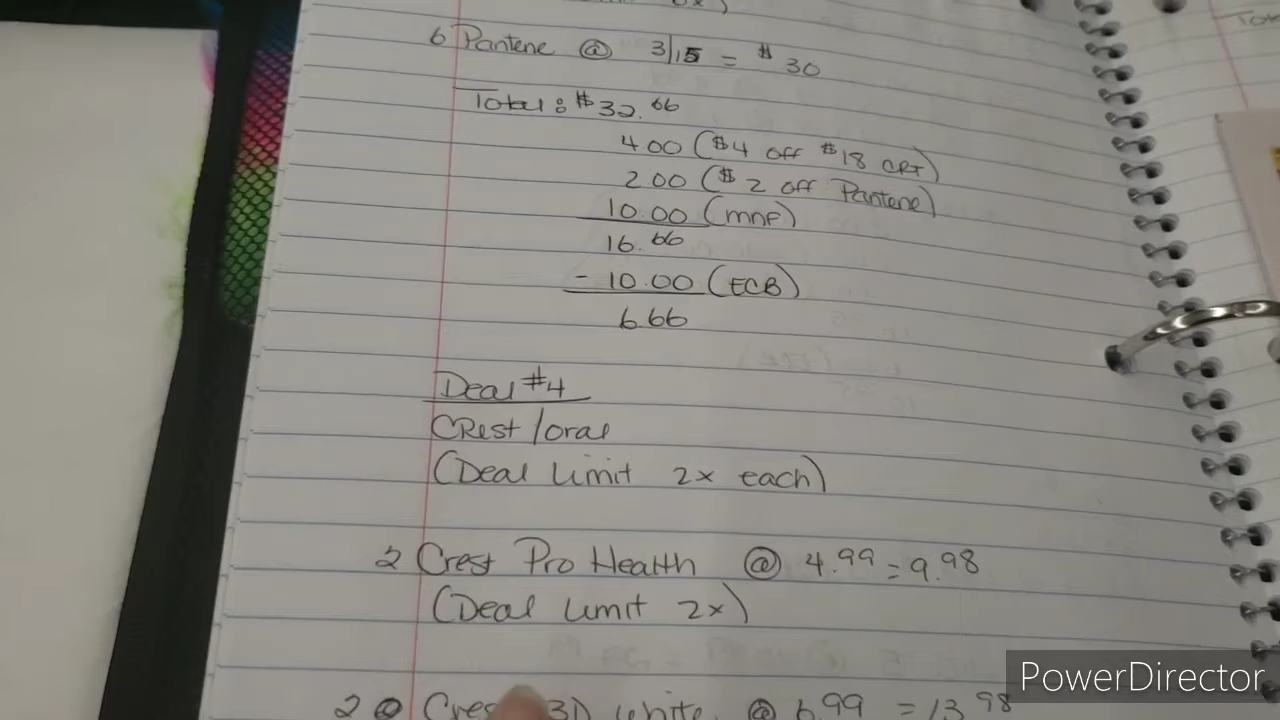 6 Pantene @ 3/15 = $30
Total: $32.66
4 00 ($4 off $18 CRT)
2 00 ($2 off Pantene)
10.00 (mnf)
16.66
- 10.00 (ECB)
6.66
Deal #4
CRest/oral
(Deal Limit 2x each)
2 Crest Pro Health @ 4.99 = 9.98
(Deal Limit 2x)
2 Crest 3D white @ 6.99 = 13.98
PowerDirector